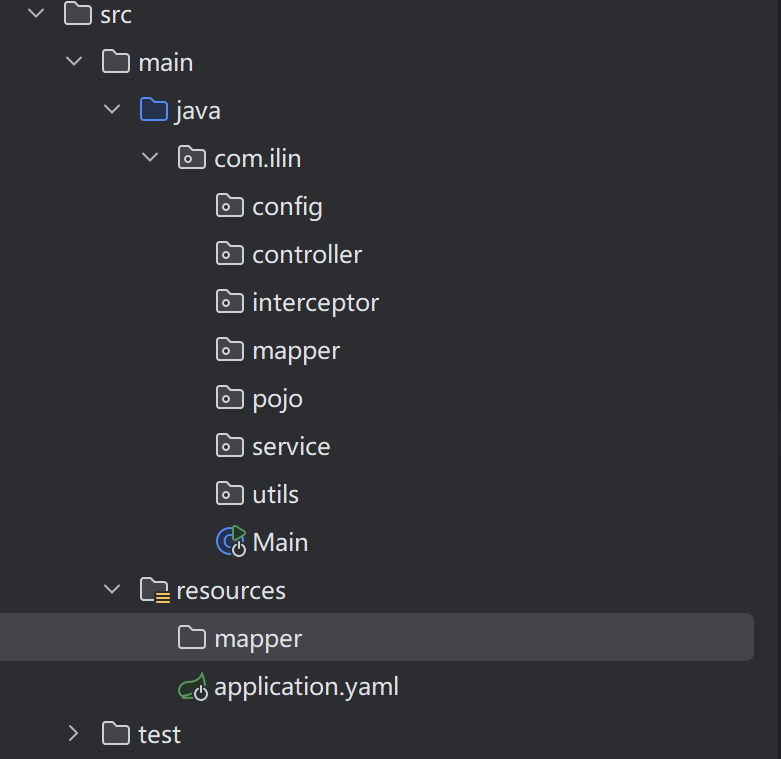 src
main
java
com.ilin
config
controller
interceptor
mapper
pojo
service
utils
Main
resources
mapper
application.yaml
test